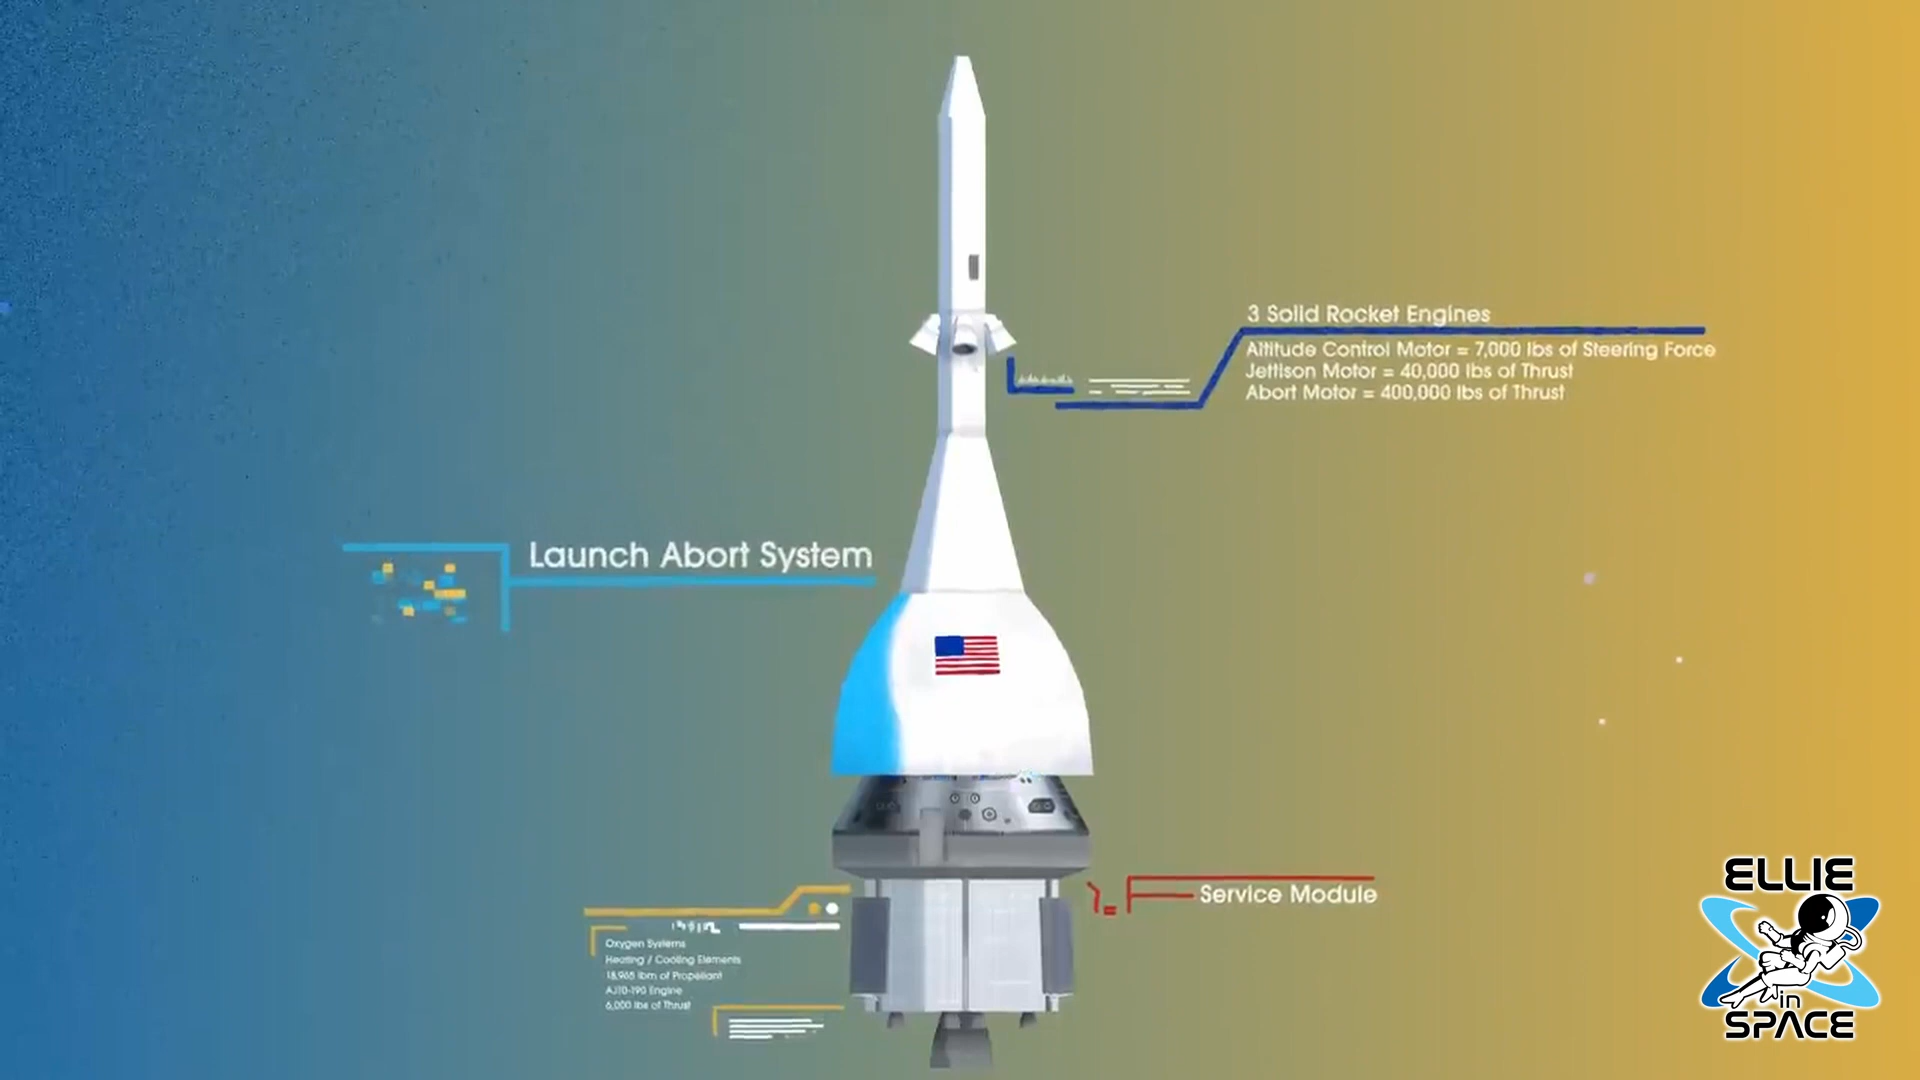 3 Solid Rocket Engines
Altitude Control Motor = 7,000 lbs of Steering Force
Jettison Motor = 40,000 lbs of Thrust
Abort Motor = 400,000 lbs of Thrust
Launch Abort System
Service Module
Oxygen Systems
Heating / Cooling Elements
18,965 lbm of Propellant
AJ10-190 Engine
6,000 lbs of Thrust
ELLIE
in
SPACE